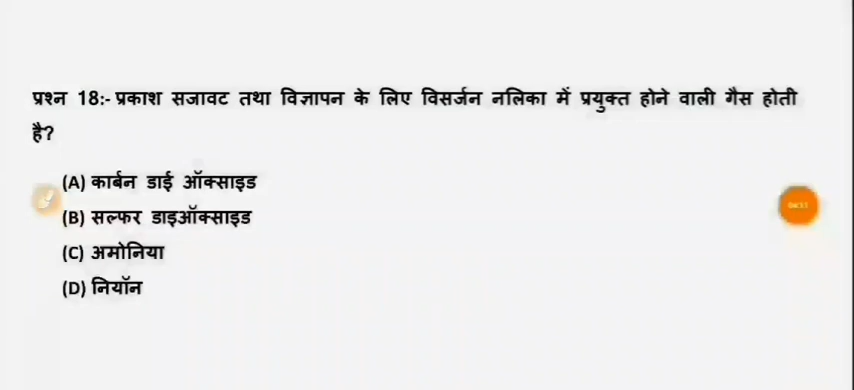 प्रश्न 18:- प्रकाश सजावट तथा विज्ञापन के लिए विसर्जन नलिका में प्रयुक्त होने वाली गैस होती
है?
(A) कार्बन डाई ऑक्साइड
(B) सल्फर डाइऑक्साइड
(C) अमोनिया
(D) नियॉन